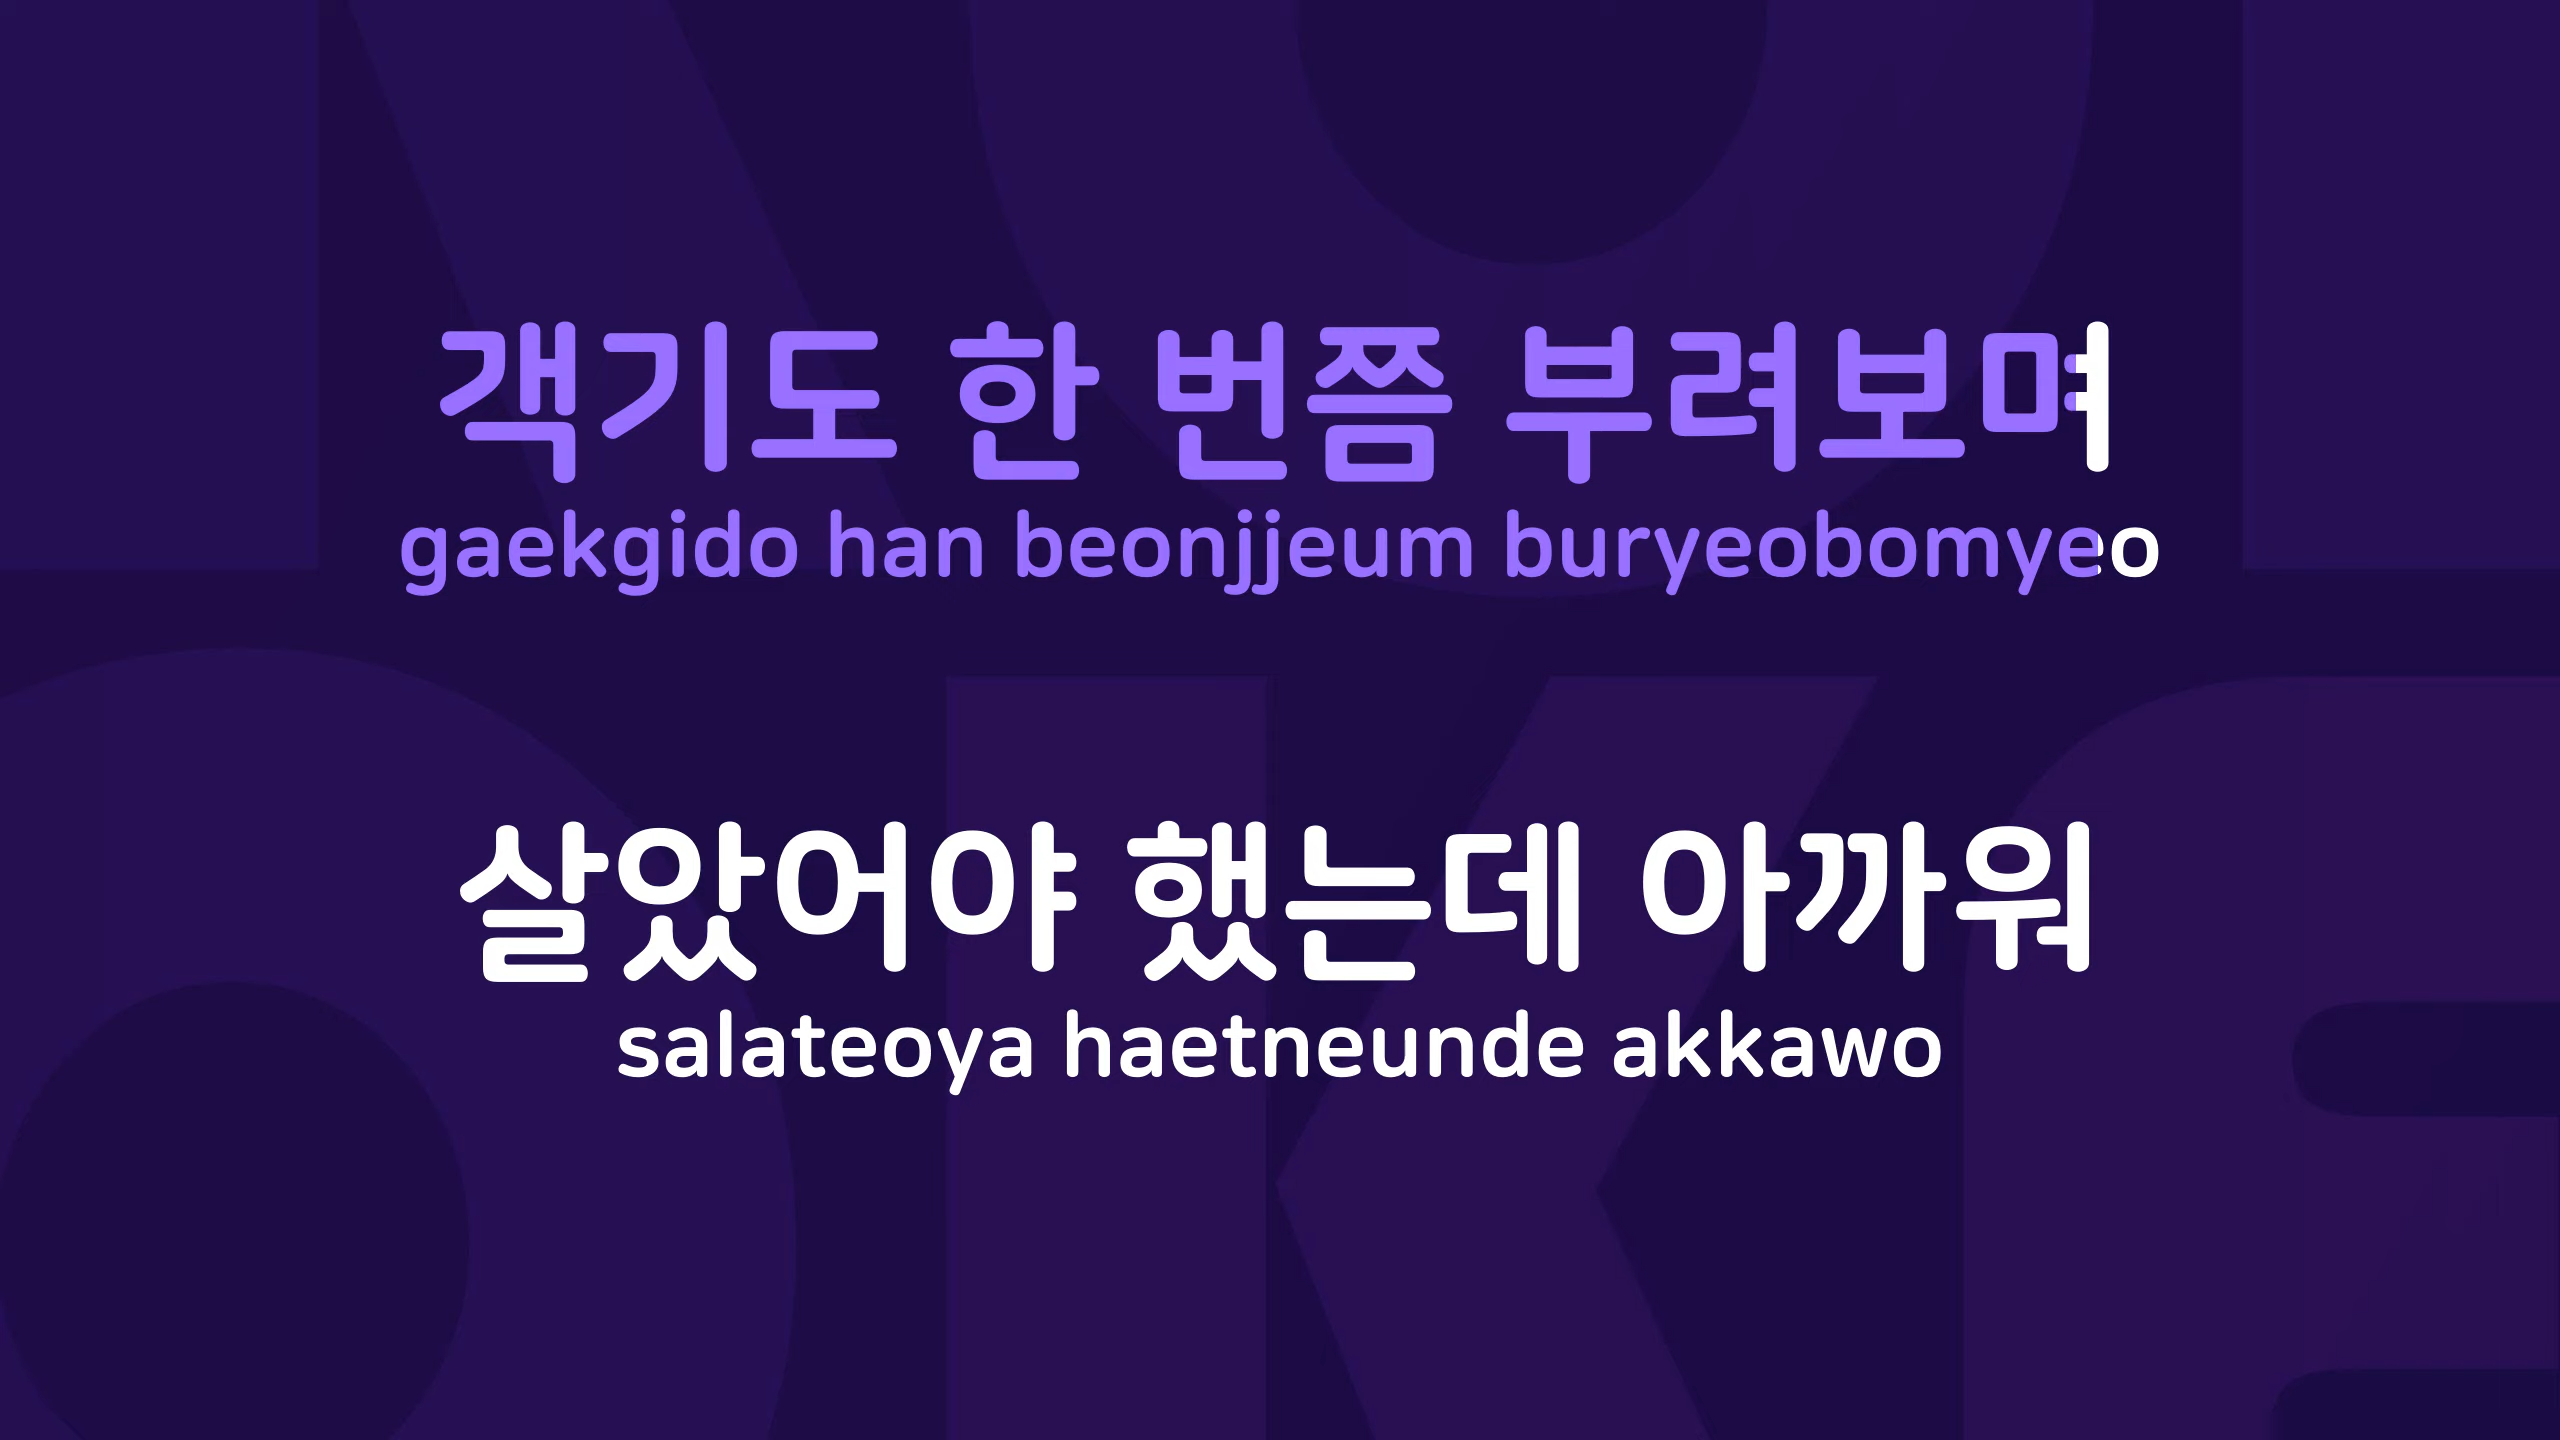 객기도 한 번쯤 부려보며
gaekgido han beonjjeum buryeobomyeo
살았어야 했는데 아까워
salateoya haetneunde akkawo